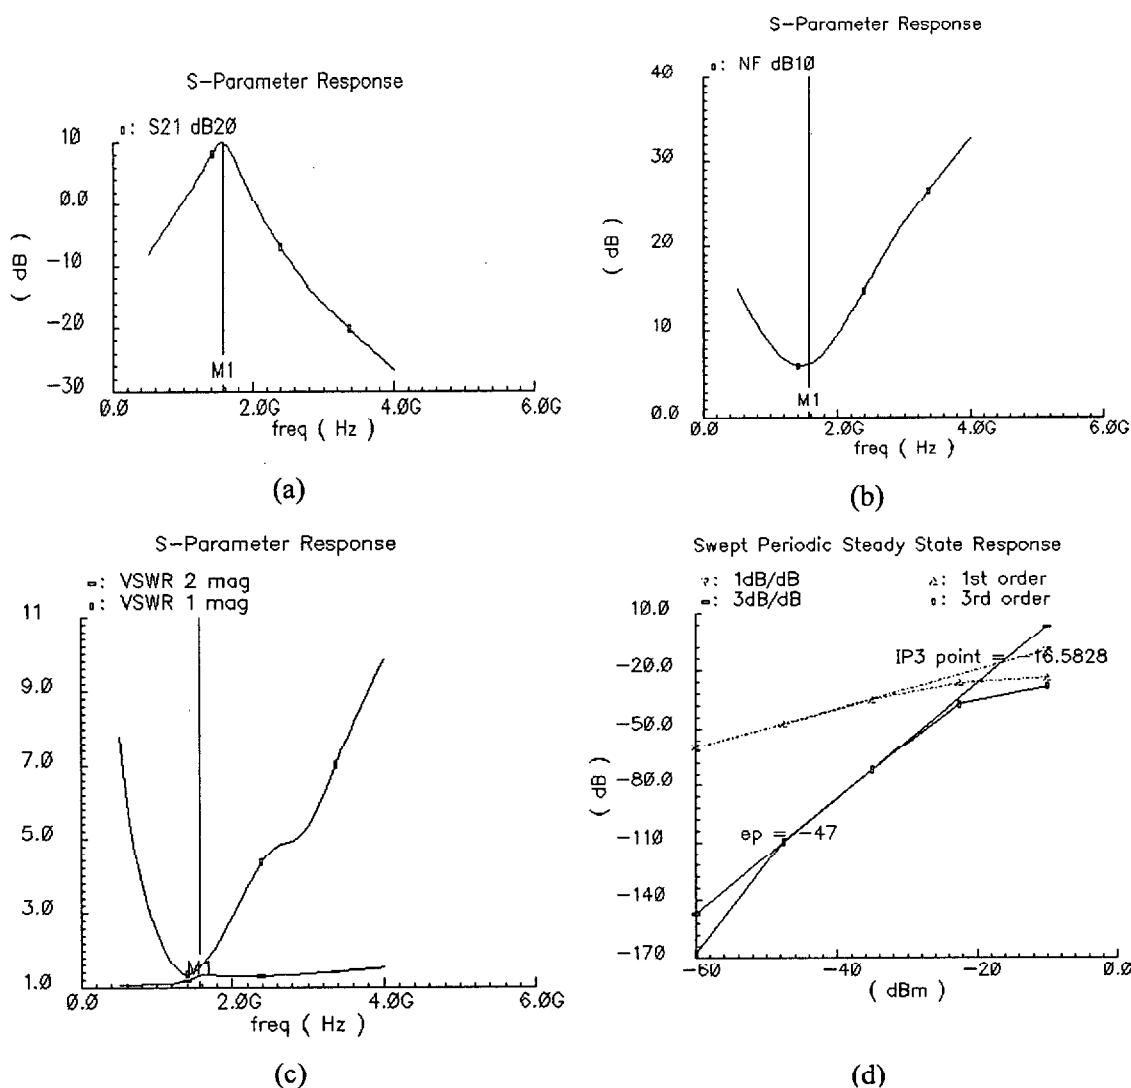 S-Parameter Response
▯: S21 dB20
10
0.0
-10
-20
-30
( dB )
M1
0.0
2.0G
4.0G
6.0G
freq ( Hz )
(a)
S-Parameter Response
▯: NF dB10
40
30
20
10
0.0
( dB )
M1
0.0
2.0G
4.0G
6.0G
freq ( Hz )
(b)
S-Parameter Response
: VSWR 2 mag
▯: VSWR 1 mag
11
9.0
7.0
5.0
3.0
1.0
M1
0.0
2.0G
4.0G
6.0G
freq ( Hz )
(c)
Swept Periodic Steady State Response
: 1dB/dB
: 1st order
: 3dB/dB
: 3rd order
10.0
-20.0
-50.0
-80.0
-110
-140
-170
( dB )
IP3 point = -16.5828
ep = -47
-60
-40
-20
0.0
( dBm )
(d)